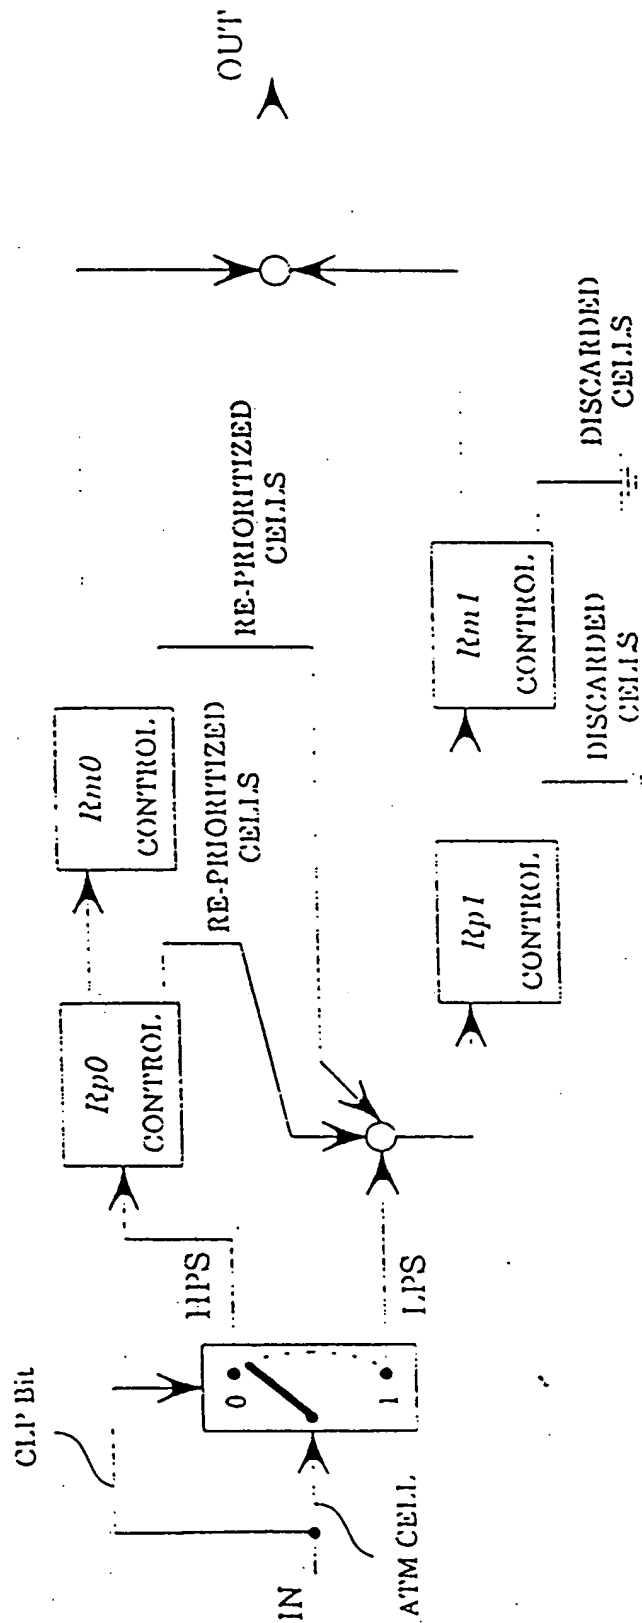 IN
ATM CELL
CLP Bit
0
1
HPS
LPS
Rp0
CONTROL
RE-PRIORITIZED
CELLS
Rm0
CONTROL
RE-PRIORITIZED
CELLS
Rp1
CONTROL
DISCARDED
CELLS
Rm1
CONTROL
DISCARDED
CELLS
OUT